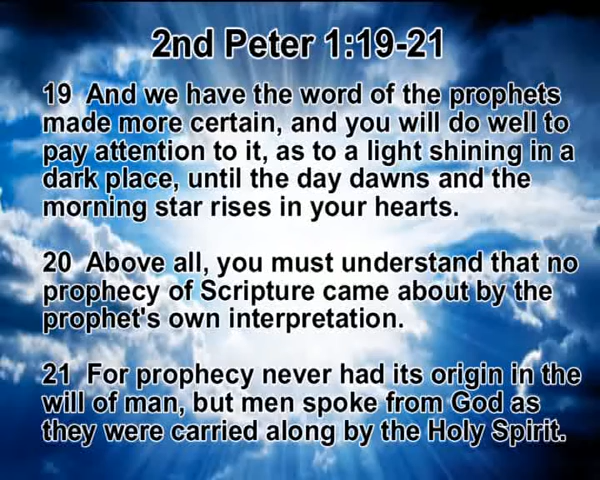 2nd Peter 1:19-21
19 And we have the word of the prophets
made more certain, and you will do well to
pay attention to it, as to a light shining in a
dark place, until the day dawns and the
morning star rises in your hearts.
20 Above all, you must understand that no
prophecy of Scripture came about by the
prophet's own interpretation.
21 For prophecy never had its origin in the
will of man, but men spoke from God as
they were carried along by the Holy Spirit.